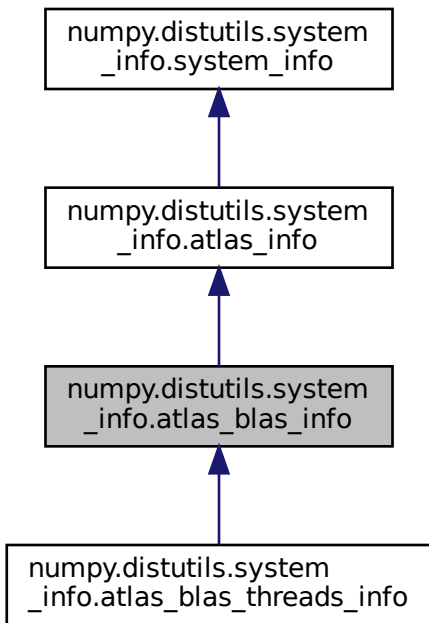 numpy.distutils.system
_info.system_info
numpy.distutils.system
_info.atlas_info
numpy.distutils.system
_info.atlas_blas_info
numpy.distutils.system
_info.atlas_blas_threads_info